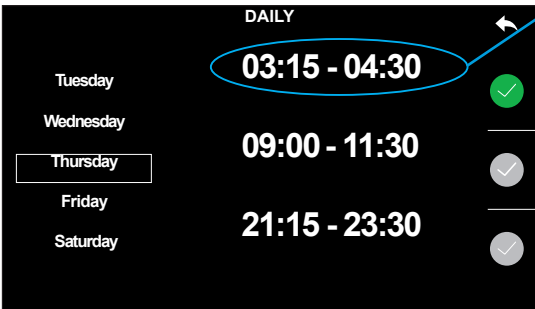 DAILY
Tuesday
Wednesday
Thursday
Friday
Saturday
03:15 - 04:30
09:00 - 11:30
21:15 - 23:30